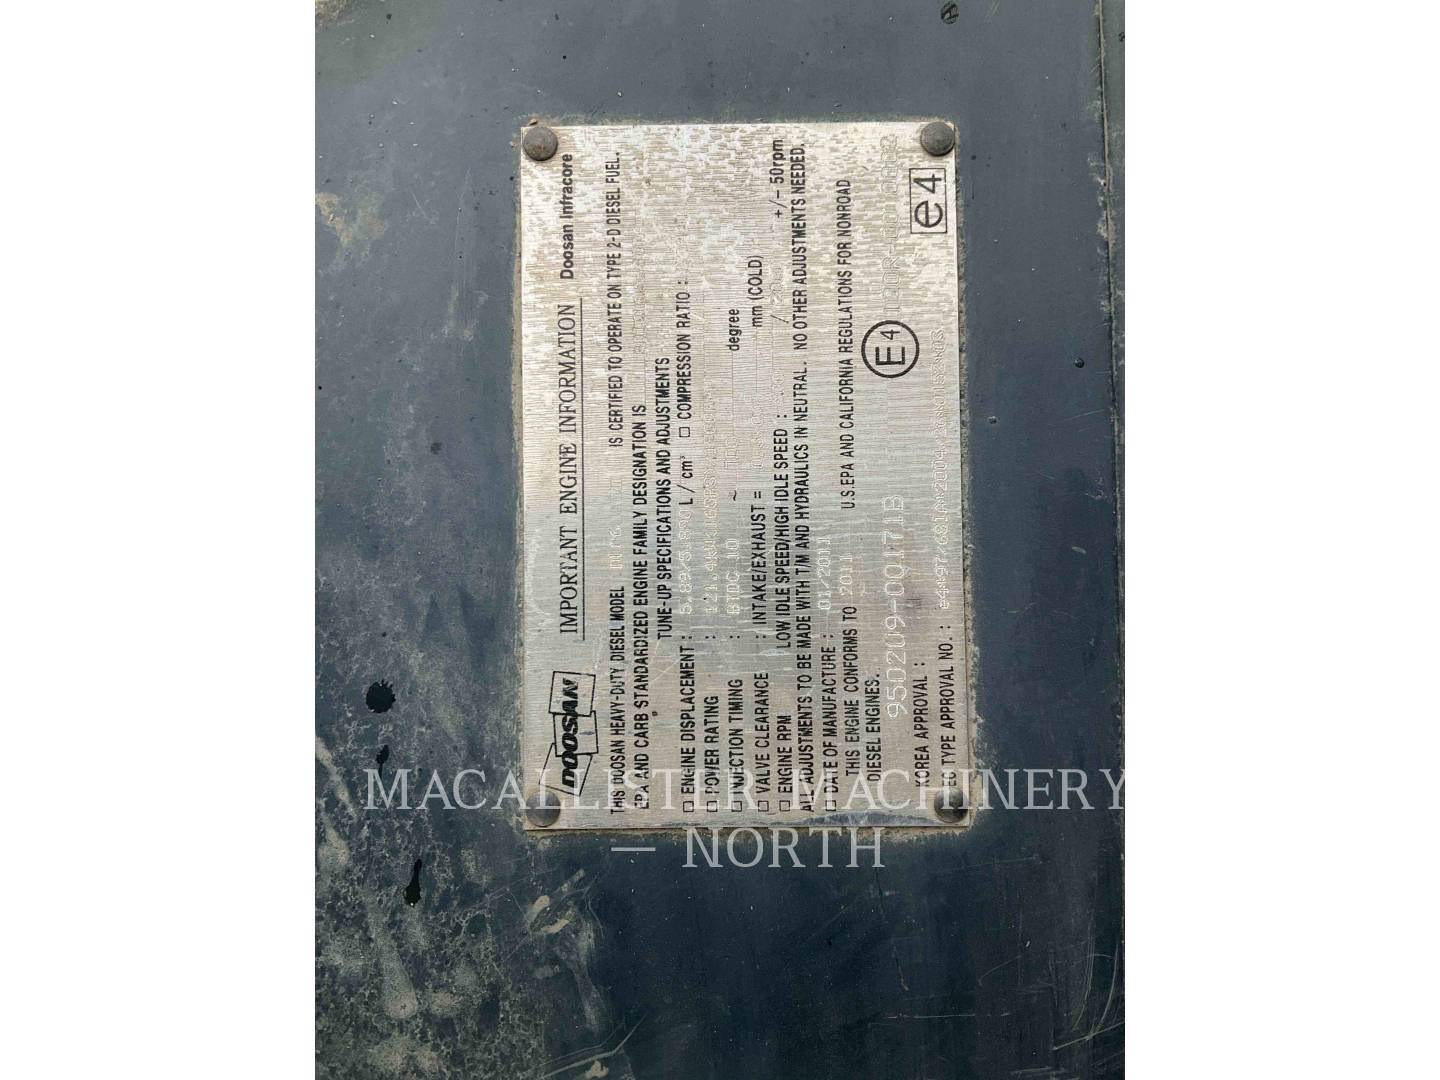 DOOSAN
IMPORTANT ENGINE INFORMATION
Doosan Infracore
THIS DOOSAN HEAVY-DUTY DIESEL MODEL IS CERTIFIED TO OPERATE ON TYPE 2-D DIESEL FUEL.
EPA AND CARB STANDARDIZED ENGINE FAMILY DESIGNATION IS
TUNE-UP SPECIFICATIONS AND ADJUSTMENTS
□ ENGINE DISPLACEMENT : L / cm³ □ COMPRESSION RATIO :
□ POWER RATING :
□ INJECTION TIMING : BTDC 10 ~ degree
□ VALVE CLEARANCE : INTAKE/EXHAUST = mm (COLD)
□ ENGINE RPM LOW IDLE SPEED/HIGH IDLE SPEED : / +/- 50rpm
ALL ADJUSTMENTS TO BE MADE WITH T/M AND HYDRAULICS IN NEUTRAL. NO OTHER ADJUSTMENTS NEEDED.
□ DATE OF MANUFACTURE : 01/2011
THIS ENGINE CONFORMS TO 2011 U.S.EPA AND CALIFORNIA REGULATIONS FOR NONROAD
DIESEL ENGINES.
950209-00171B
KOREA APPROVAL : E4
EC TYPE APPROVAL NO. : e4
MACALLISTER MACHINERY
— NORTH